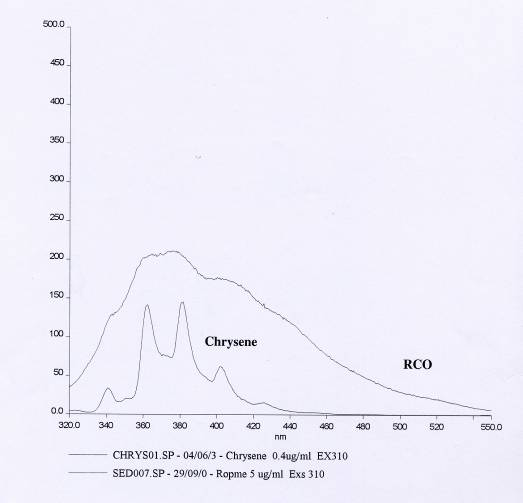 500.0
450
400
350
300
250
200
150
100
50
0.0
Chrysene
RCO
320.0 340 360 380 400 420 440 460 480 500 520 550.0
nm
CHRYS01.SP - 04/06/3 - Chrysene 0.4ug/ml EX310
SED007.SP - 29/09/0 - Ropme 5 ug/ml Exs 310